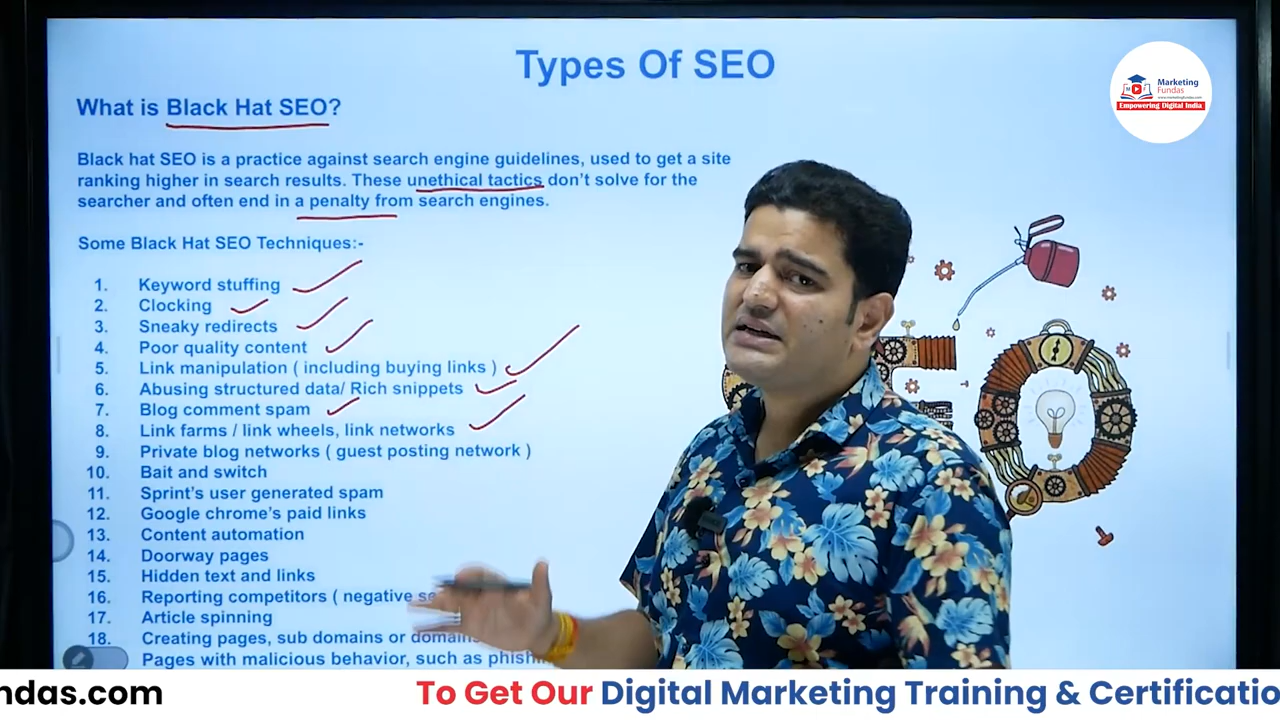 Types Of SEO
Marketing
Fundas
www.marketingfundas.com
Empowering Digital India
What is Black Hat SEO?
Black hat SEO is a practice against search engine guidelines, used to get a site
ranking higher in search results. These unethical tactics don't solve for the
searcher and often end in a penalty from search engines.
Some Black Hat SEO Techniques:-
1. Keyword stuffing
2. Clocking
3. Sneaky redirects
4. Poor quality content
5. Link manipulation ( including buying links )
6. Abusing structured data/ Rich snippets
7. Blog comment spam
8. Link farms / link wheels, link networks
9. Private blog networks ( guest posting network )
10. Bait and switch
11. Sprint's user generated spam
12. Google chrome's paid links
13. Content automation
14. Doorway pages
15. Hidden text and links
16. Reporting competitors ( negative se
17. Article spinning
18. Creating pages, sub domains or domains
Pages with malicious behavior, such as phishin
EO
ndas.com To Get Our Digital Marketing Training & Certificatio